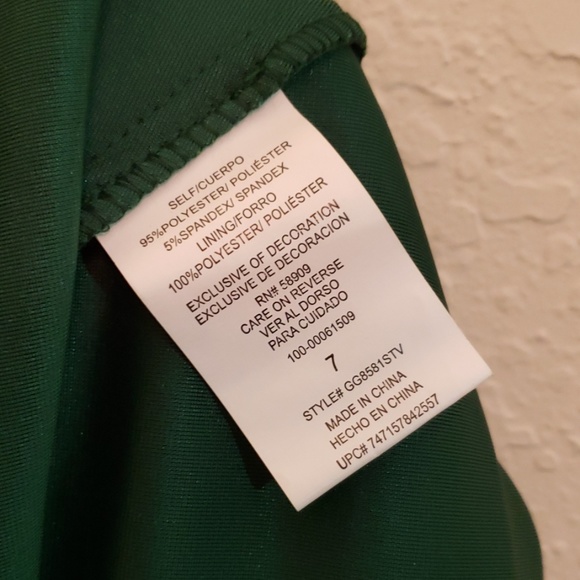 SELF/CUERPO
95%POLYESTER/ POLIÉSTER
5%SPANDEX/ SPANDEX
LINING/FORRO
100%POLYESTER/ POLIÉSTER
EXCLUSIVE OF DECORATION
EXCLUSIVE DE DECORACION
RN# 58909
CARE ON REVERSE
VER AL DORSO
PARA CUIDADO
100-00061509
7
STYLE# GG8581STV
MADE IN CHINA
HECHO EN CHINA
UPC# 747157842557